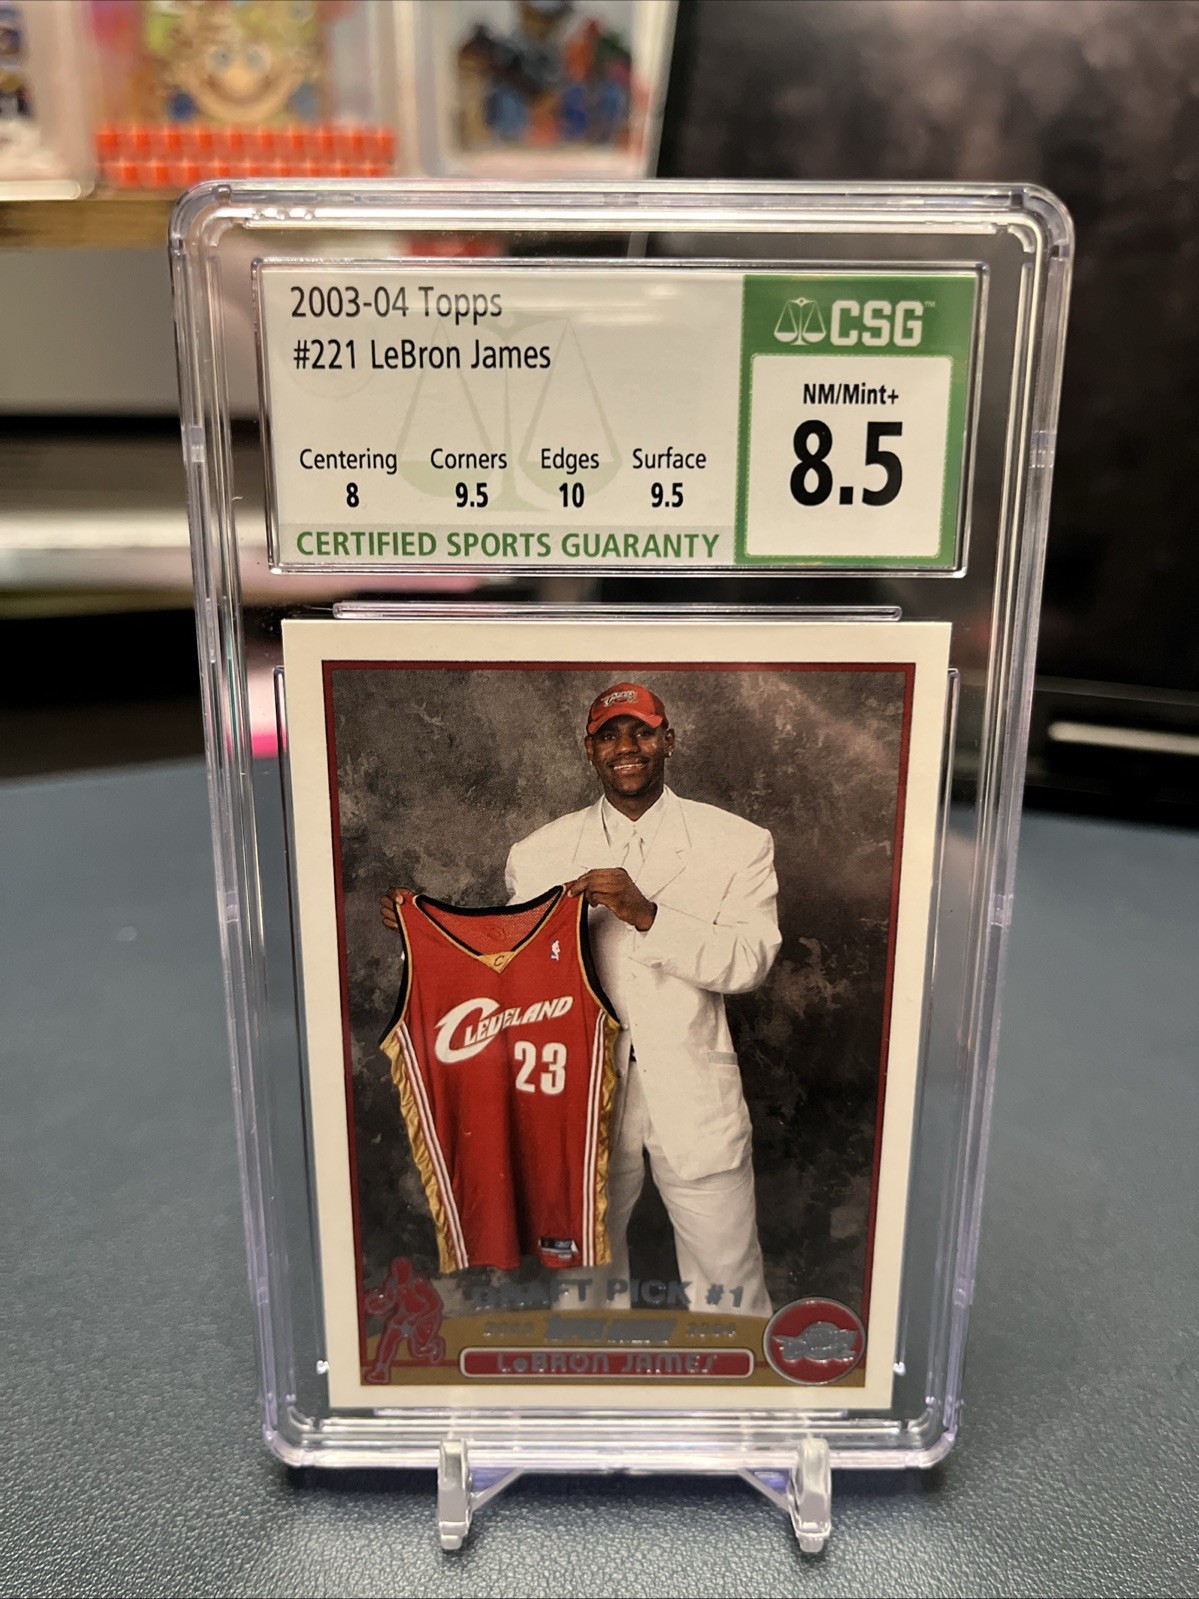 2003-04 Topps
#221 LeBron James
CSG™
NM/Mint+
8.5
Centering Corners Edges Surface
8 9.5 10 9.5
CERTIFIED SPORTS GUARANTY
C
CLEVELAND
23
DRAFT PICK #1
LeBRON JAMES